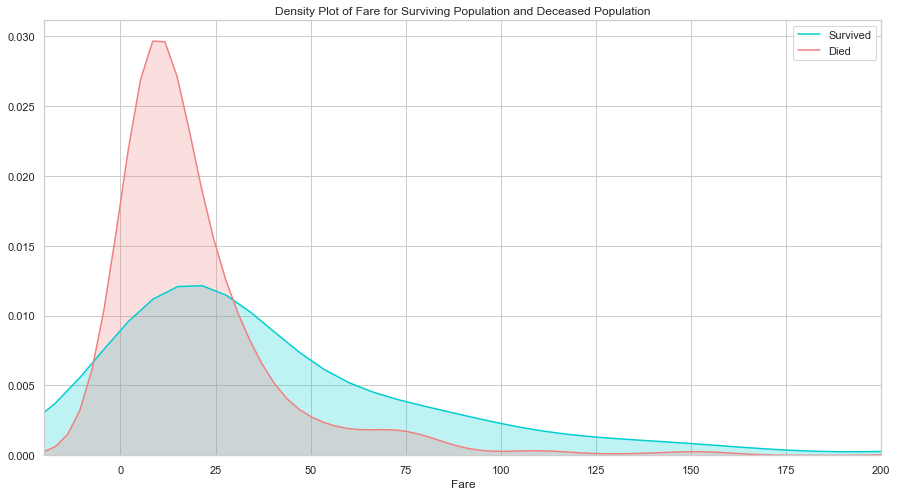 Density Plot of Fare for Surviving Population and Deceased Population
Survived
Died
0.030
0.025
0.020
0.015
0.010
0.005
0.000
0 25 50 75 100 125 150 175 200
Fare